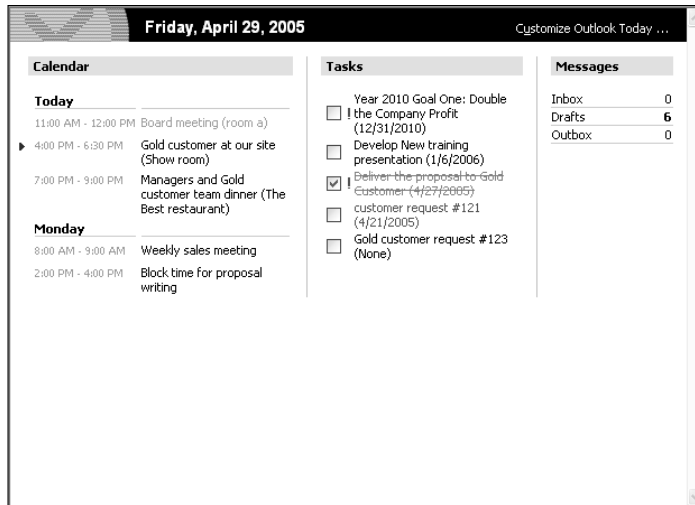 Friday, April 29, 2005
Customize Outlook Today ...
Calendar
Today
11:00 AM - 12:00 PM Board meeting (room a)
4:00 PM - 6:30 PM Gold customer at our site
(Show room)
7:00 PM - 9:00 PM Managers and Gold
customer team dinner (The
Best restaurant)
Monday
8:00 AM - 9:00 AM Weekly sales meeting
2:00 PM - 4:00 PM Block time for proposal
writing
Tasks
Year 2010 Goal One: Double
! the Company Profit
(12/31/2010)
Develop New training
presentation (1/6/2006)
! Deliver the proposal to Gold
Customer (4/27/2005)
customer request #121
(4/21/2005)
Gold customer request #123
(None)
Messages
Inbox 0
Drafts 6
Outbox 0